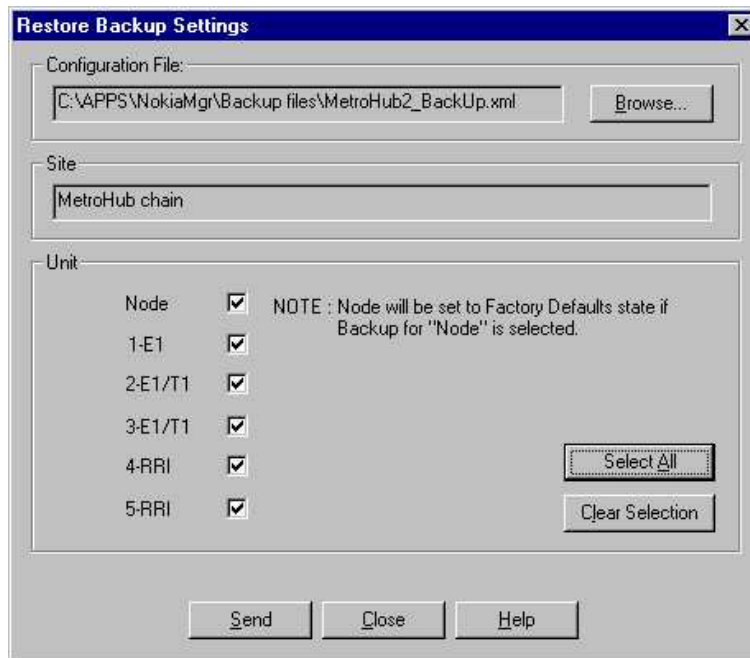 Restore Backup Settings
Configuration File:
C:\APPS\NokiaMgr\Backup files\MetroHub2_BackUp.xml
Browse...
Site
MetroHub chain
Unit
Node
NOTE : Node will be set to Factory Defaults state if
Backup for "Node" is selected.
1-E1
2-E1/T1
3-E1/T1
4-RRI
Select All
5-RRI
Clear Selection
Send
Close
Help